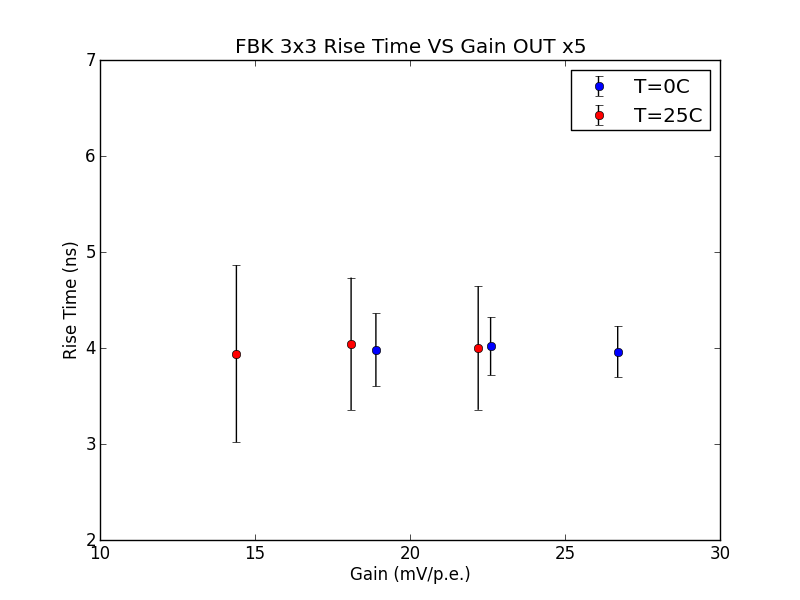 FBK 3x3 Rise Time VS Gain OUT x5
T=0C
T=25C
7
6
5
4
3
2
Rise Time (ns)
10 15 20 25 30
Gain (mV/p.e.)